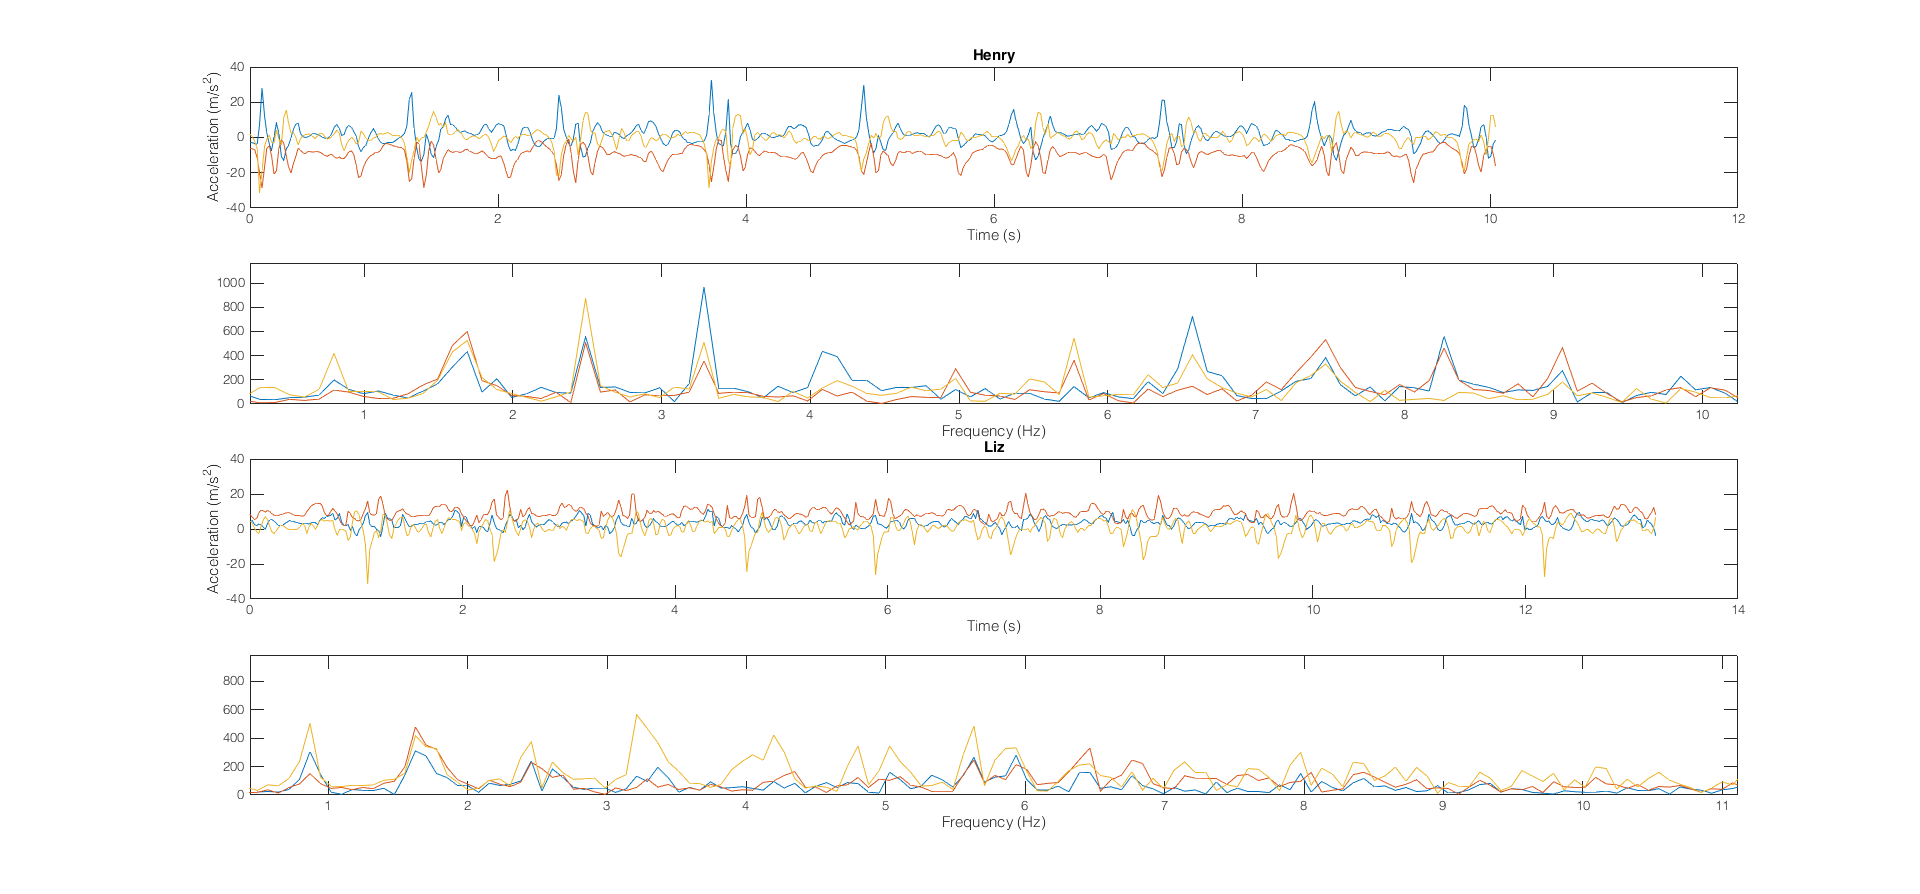 Henry
Acceleration (m/s²)
40
20
0
-20
-40
0 2 4 6 8 10 12
Time (s)
1000
800
600
400
200
0
1 2 3 4 5 6 7 8 9 10
Frequency (Hz)
Liz
Acceleration (m/s²)
40
20
0
-20
-40
0 2 4 6 8 10 12 14
Time (s)
800
600
400
200
0
1 2 3 4 5 6 7 8 9 10 11
Frequency (Hz)